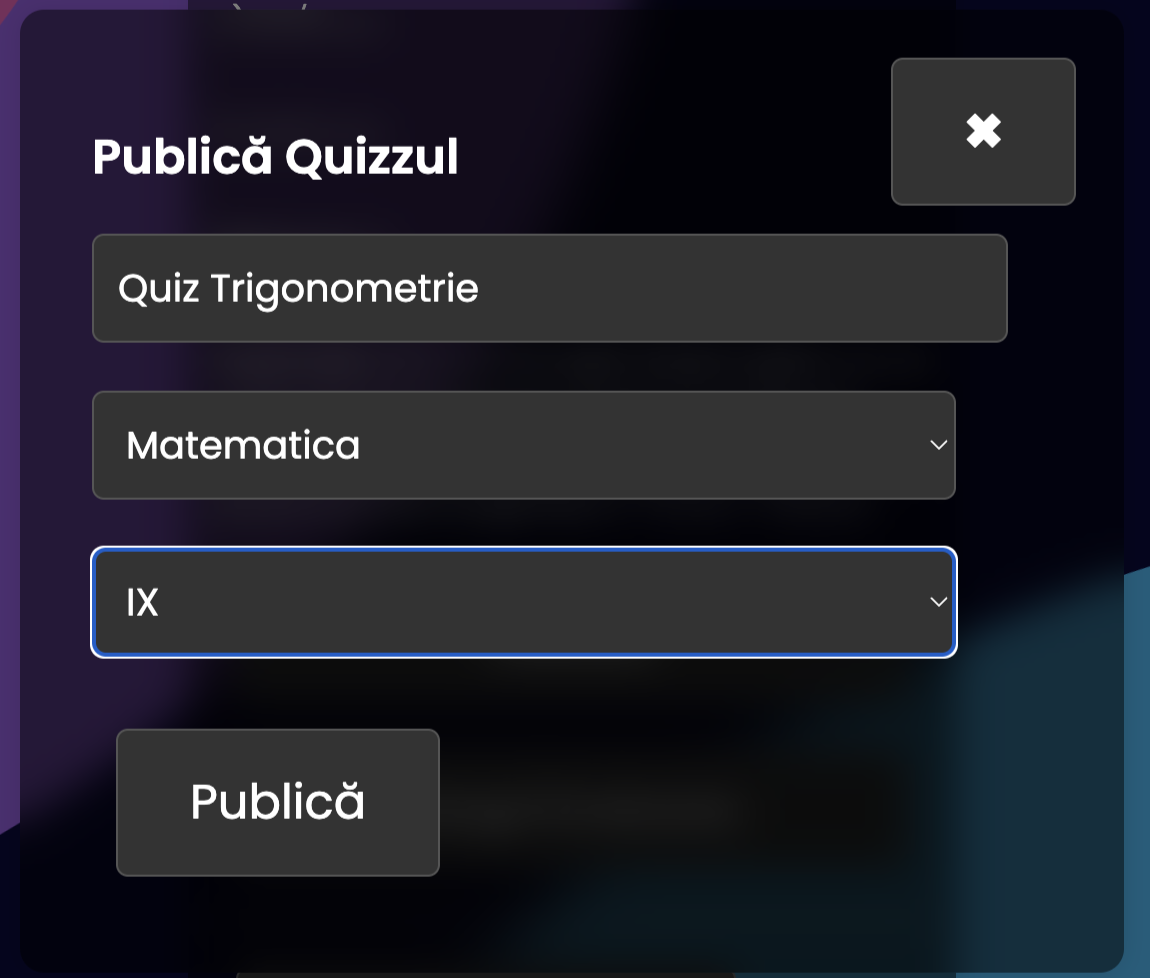 Publică Quizzul
✖
Quiz Trigonometrie
Matematica
IX
Publică